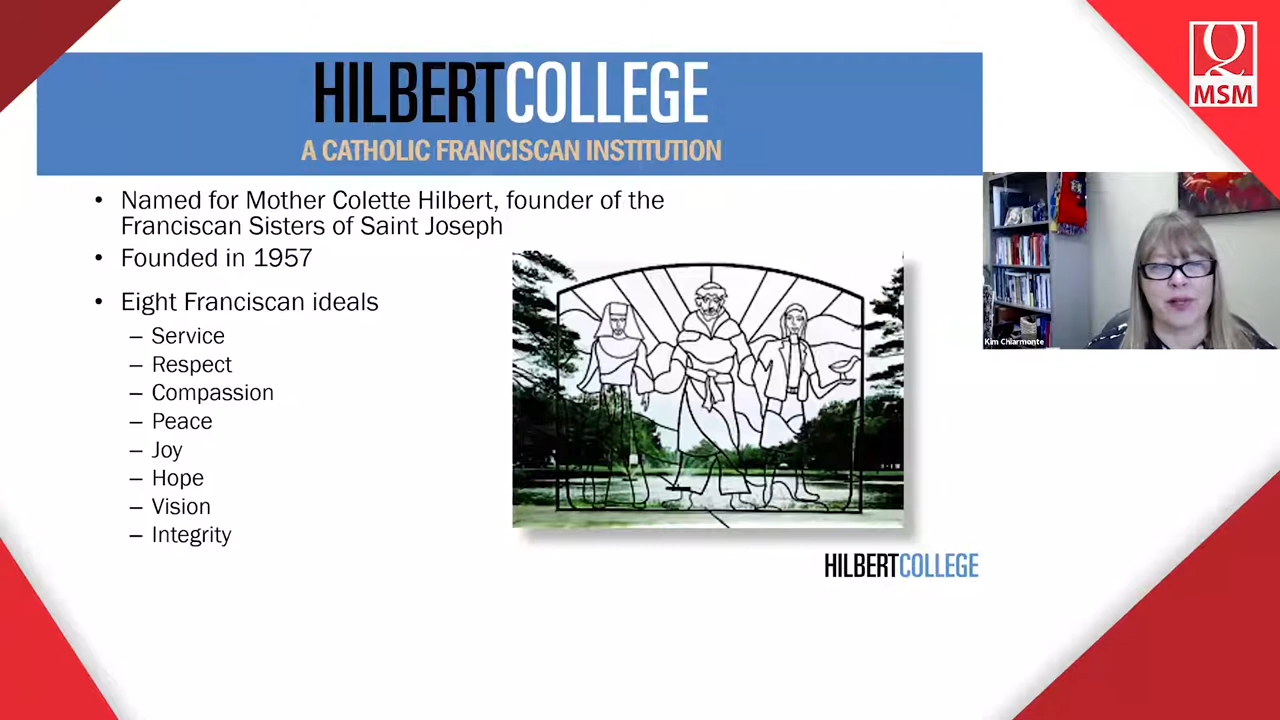 HILBERTCOLLEGE
A CATHOLIC FRANCISCAN INSTITUTION
MSM
• Named for Mother Colette Hilbert, founder of the
Franciscan Sisters of Saint Joseph
• Founded in 1957
• Eight Franciscan ideals
– Service
– Respect
– Compassion
– Peace
– Joy
– Hope
– Vision
– Integrity
Kim Chiarmonte
HILBERTCOLLEGE